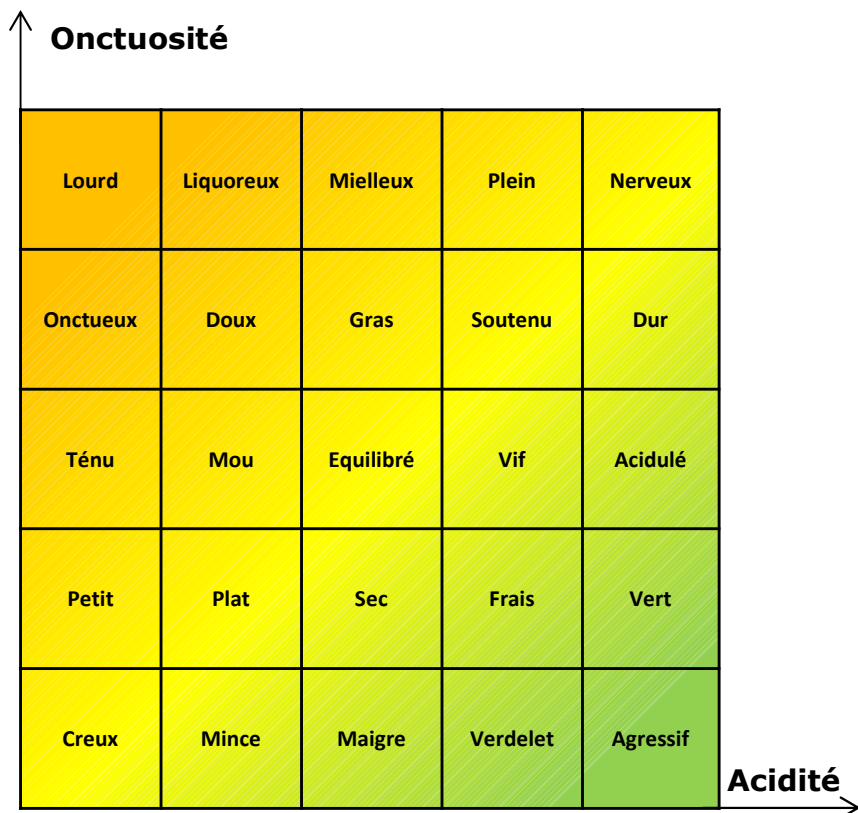 Onctuosité
Lourd Liquoreux Mielleux Plein Nerveux
Onctueux Doux Gras Soutenu Dur
Ténu Mou Equilibré Vif Acidulé
Petit Plat Sec Frais Vert
Creux Mince Maigre Verdelet Agressif
Acidité